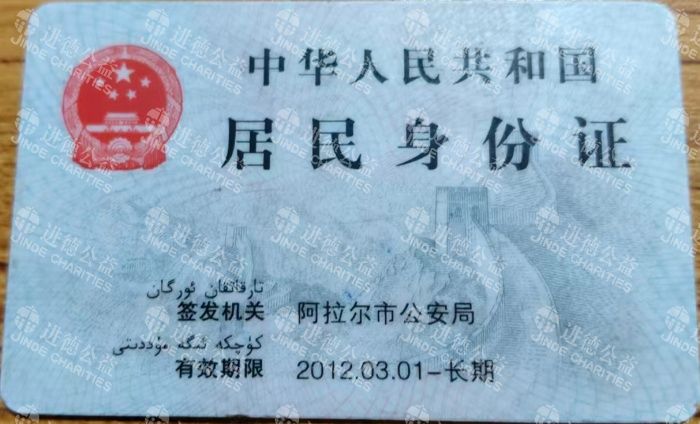 中华人民共和国
居民身份证
تارقاتقان ئورگان
签发机关 阿拉尔市公安局
كۈچكە ئىگە مۇددىتى
有效期限 2012.03.01-长期
进德公益
JINDE CHARITIES